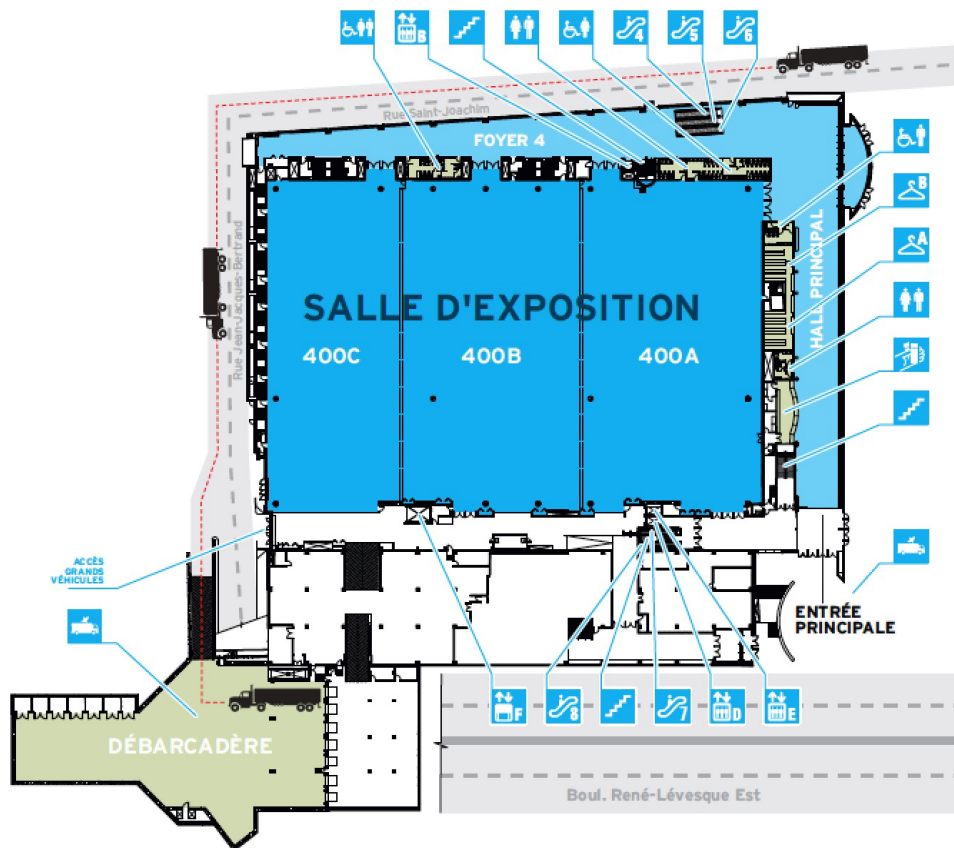 B
4
5
6
Rue Saint-Joachim
FOYER 4
B
A
HALL PRINCIPAL
Rue Jean-Jacques-Bertrand
SALLE D'EXPOSITION
400C
400B
400A
ACCÈS
GRANDS
VÉHICULES
ENTRÉE
PRINCIPALE
F
8
7
D
E
DÉBARCADÈRE
Boul. René-Lévesque Est